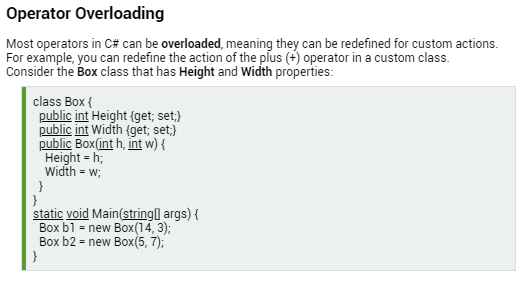 Operator Overloading
Most operators in C# can be overloaded, meaning they can be redefined for custom actions.
For example, you can redefine the action of the plus (+) operator in a custom class.
Consider the Box class that has Height and Width properties:
class Box {
public int Height {get; set;}
public int Width {get; set;}
public Box(int h, int w) {
Height = h;
Width = w;
}
}
static void Main(string[] args) {
Box b1 = new Box(14, 3);
Box b2 = new Box(5, 7);
}